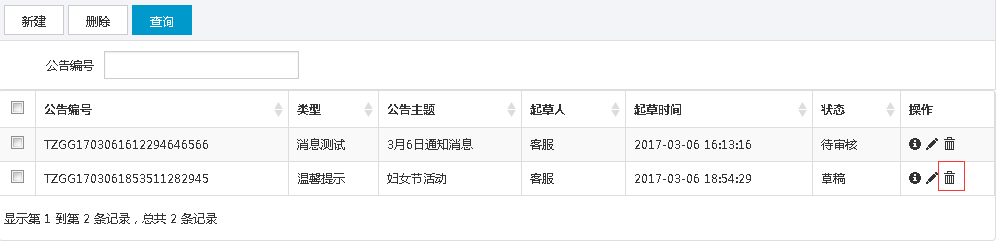 新建 删除 查询
公告编号
公告编号 类型 公告主题 起草人 起草时间 状态 操作
TZGG1703061612294646566 消息测试 3月6日通知消息 客服 2017-03-06 16:13:16 待审核
TZGG1703061853511282945 温馨提示 妇女节活动 客服 2017-03-06 18:54:29 草稿
显示第 1 到第 2 条记录，总共 2 条记录